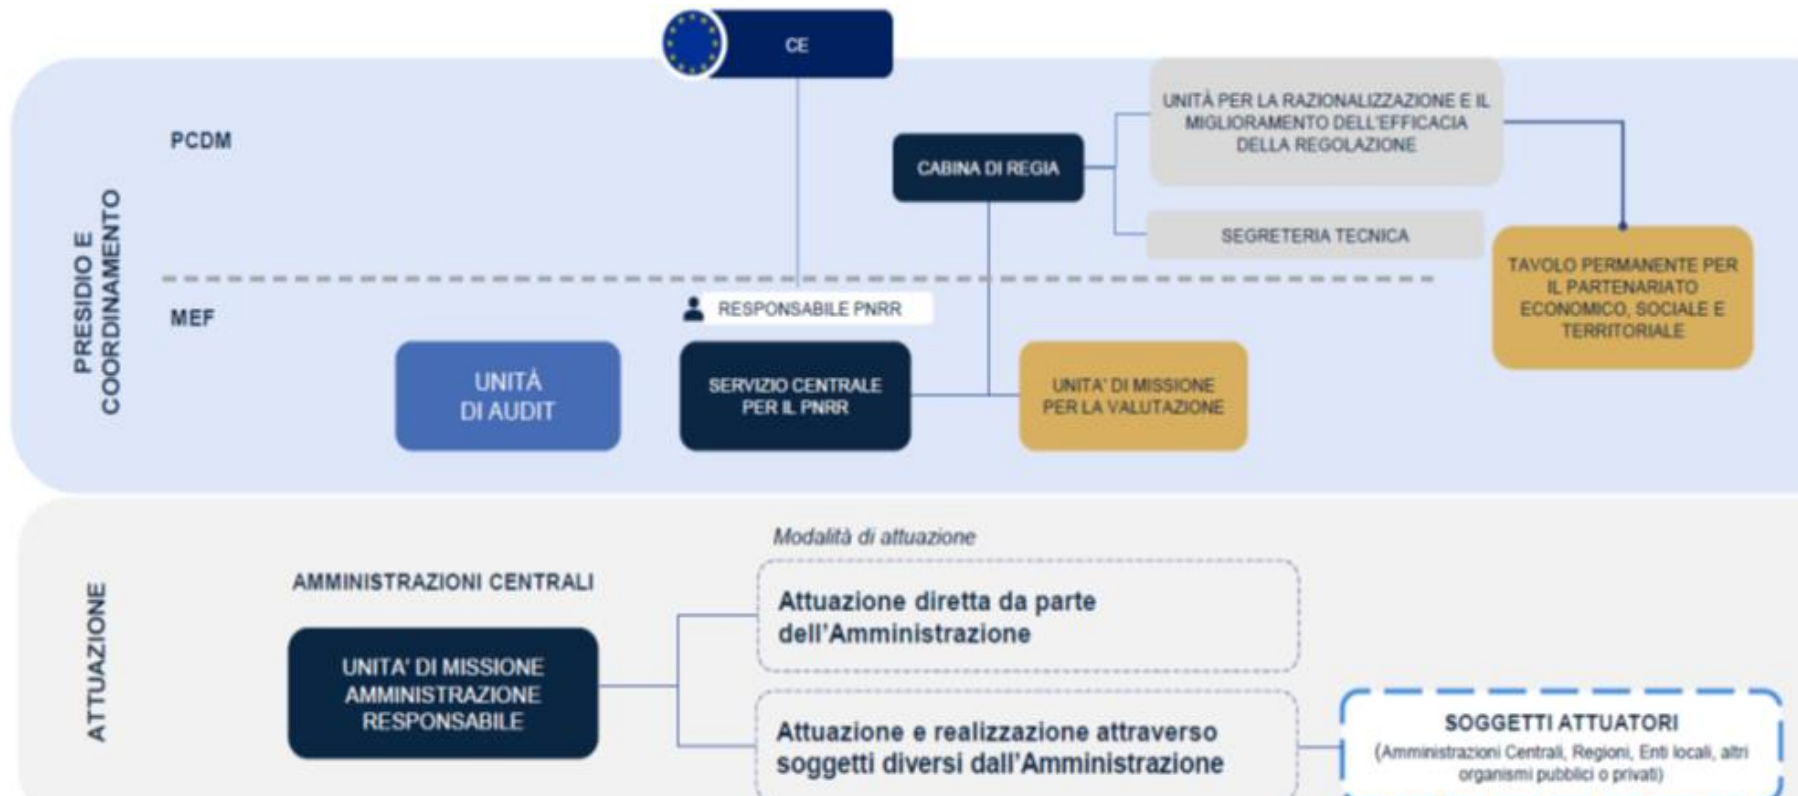 CE
PCDM
UNITÀ PER LA RAZIONALIZZAZIONE E IL
MIGLIORAMENTO DELL'EFFICACIA
DELLA REGOLAZIONE
CABINA DI REGIA
SEGRETERIA TECNICA
PRESIDIO E
COORDINAMENTO
TAVOLO PERMANENTE PER
IL PARTENARIATO
ECONOMICO, SOCIALE E
TERRITORIALE
MEF
RESPONSABILE PNRR
UNITÀ
DI AUDIT
SERVIZIO CENTRALE
PER IL PNRR
UNITA' DI MISSIONE
PER LA VALUTAZIONE
ATTUAZIONE
Modalità di attuazione
AMMINISTRAZIONI CENTRALI
UNITA' DI MISSIONE
AMMINISTRAZIONE
RESPONSABILE
Attuazione diretta da parte
dell'Amministrazione
Attuazione e realizzazione attraverso
soggetti diversi dall'Amministrazione
SOGGETTI ATTUATORI
(Amministrazioni Centrali, Regioni, Enti locali, altri
organismi pubblici o privati)